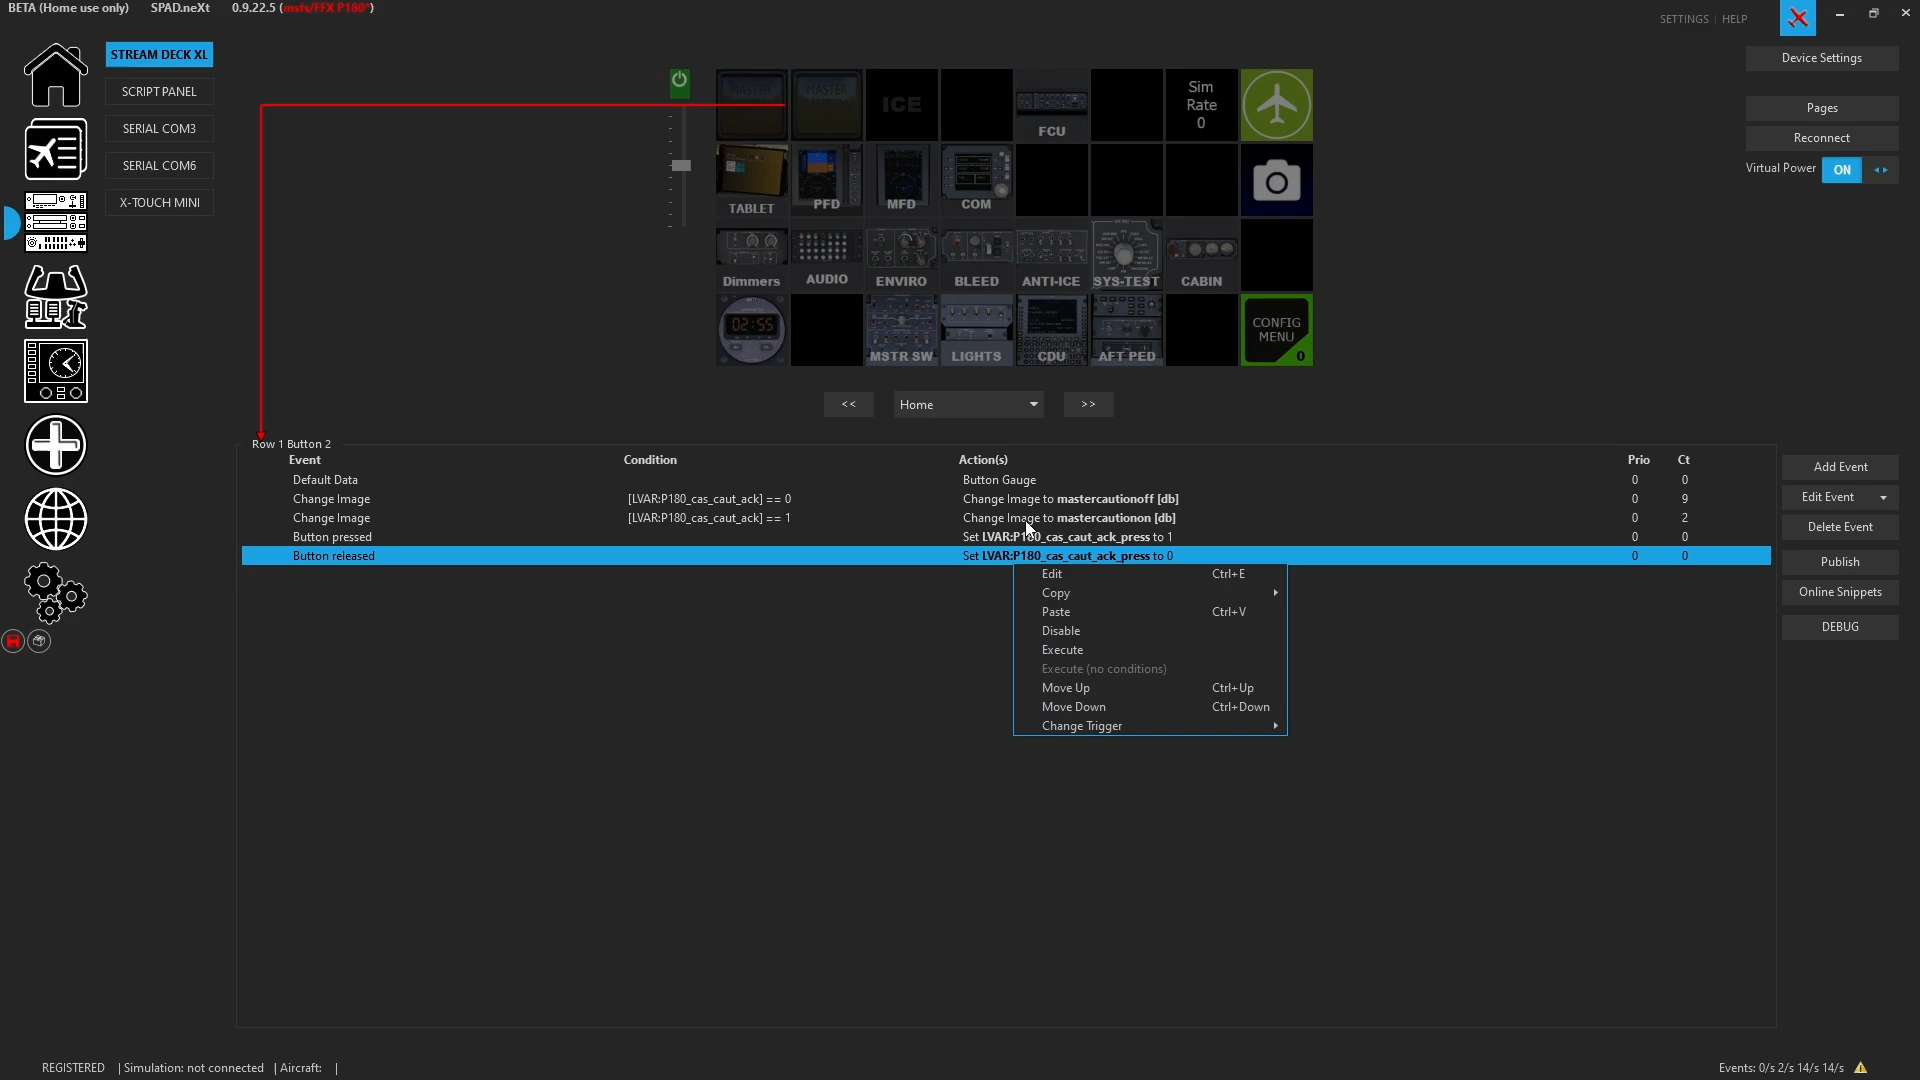 BETA (Home use only) SPAD.neXt 0.9.22.5 (msfs/FFX P180*)
SETTINGS | HELP
STREAM DECK XL
SCRIPT PANEL
SERIAL COM3
SERIAL COM6
X-TOUCH MINI
Device Settings
Pages
Reconnect
Virtual Power ON
MASTER MASTER ICE FCU Sim Rate 0
TABLET PFD MFD COM
Dimmers AUDIO ENVIRO BLEED ANTI-ICE SYS-TEST CABIN
02:55 MSTR SW LIGHTS CDU AFT PED CONFIG MENU 0
<< Home >>
Row 1 Button 2
Event Condition Action(s) Prio Ct
Default Data Button Gauge 0 0
Change Image [LVAR:P180_cas_caut_ack] == 0 Change Image to mastercautionoff [db] 0 9
Change Image [LVAR:P180_cas_caut_ack] == 1 Change Image to mastercautionon [db] 0 2
Button pressed Set LVAR:P180_cas_caut_ack_press to 1 0 0
Button released Set LVAR:P180_cas_caut_ack_press to 0 0 0
Edit Ctrl+E
Copy
Paste Ctrl+V
Disable
Execute
Execute (no conditions)
Move Up Ctrl+Up
Move Down Ctrl+Down
Change Trigger
Add Event
Edit Event
Delete Event
Publish
Online Snippets
DEBUG
REGISTERED | Simulation: not connected | Aircraft: |
Events: 0/s 2/s 14/s 14/s